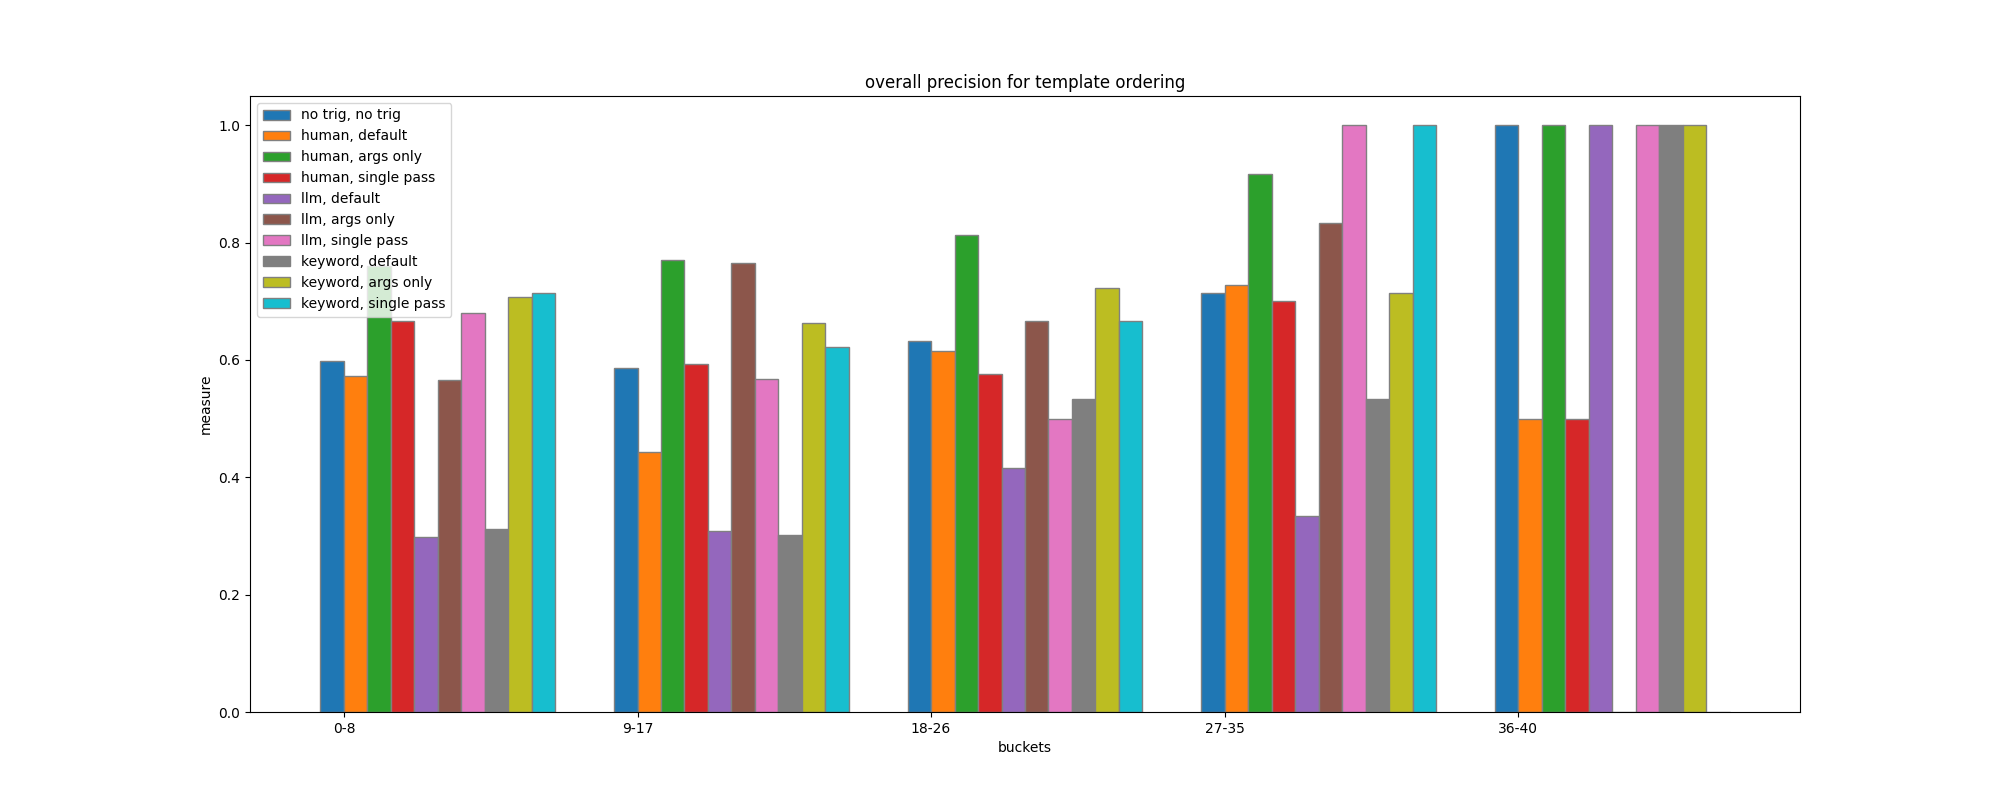 overall precision for template ordering
no trig, no trig
human, default
human, args only
human, single pass
llm, default
llm, args only
llm, single pass
keyword, default
keyword, args only
keyword, single pass
1.0
0.8
0.6
0.4
0.2
0.0
measure
0-8
9-17
18-26
27-35
36-40
buckets